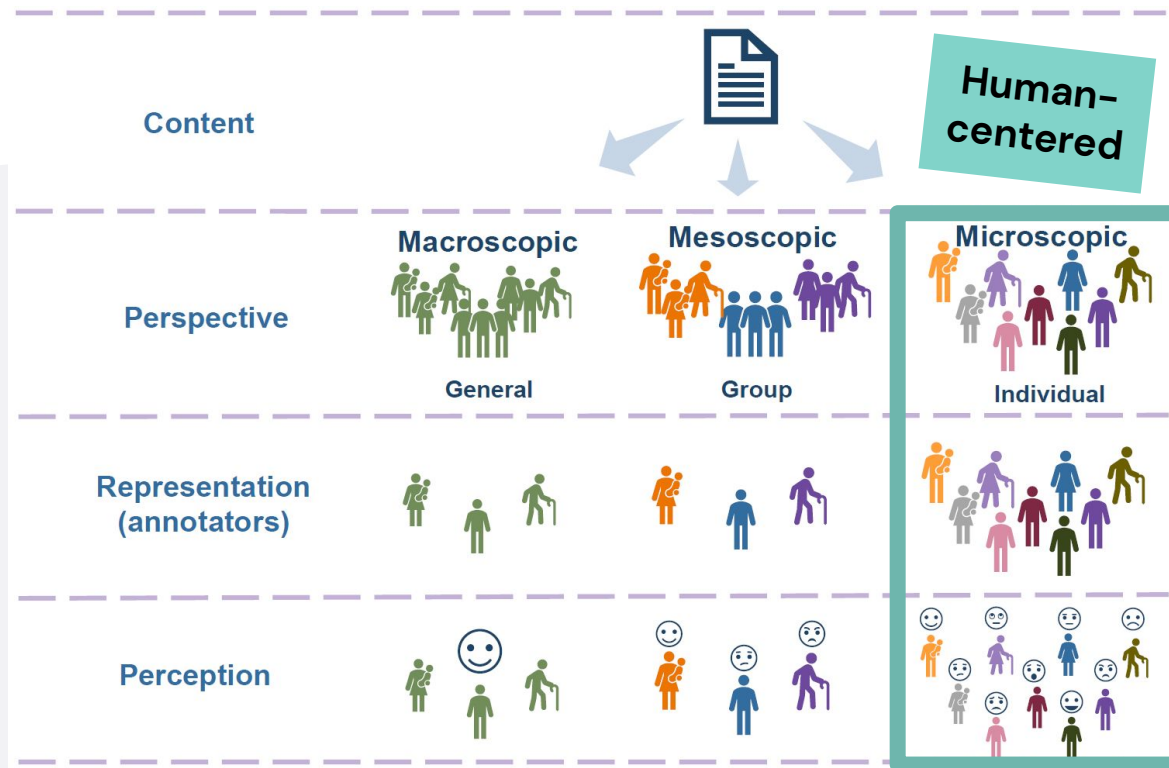 Human-
centered
Content
Macroscopic
Mesoscopic
Microscopic
Perspective
General
Group
Individual
Representation
(annotators)
Perception